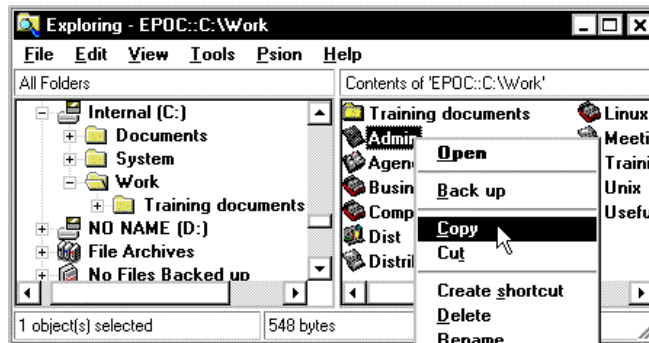 Exploring - EPOC::C:\Work
File Edit View Tools Psion Help
All Folders
Contents of 'EPOC::C:\Work'
Internal (C:)
Documents
System
Work
Training documents
NO NAME (D:)
File Archives
No Files Backed up
Training documents
Admin
Agen
Busin
Comp
Dist
Distri
Linux
Meeti
Traini
Unix
Usefu
Open
Back up
Copy
Cut
Create shortcut
Delete
Rename
1 object(s) selected
548 bytes